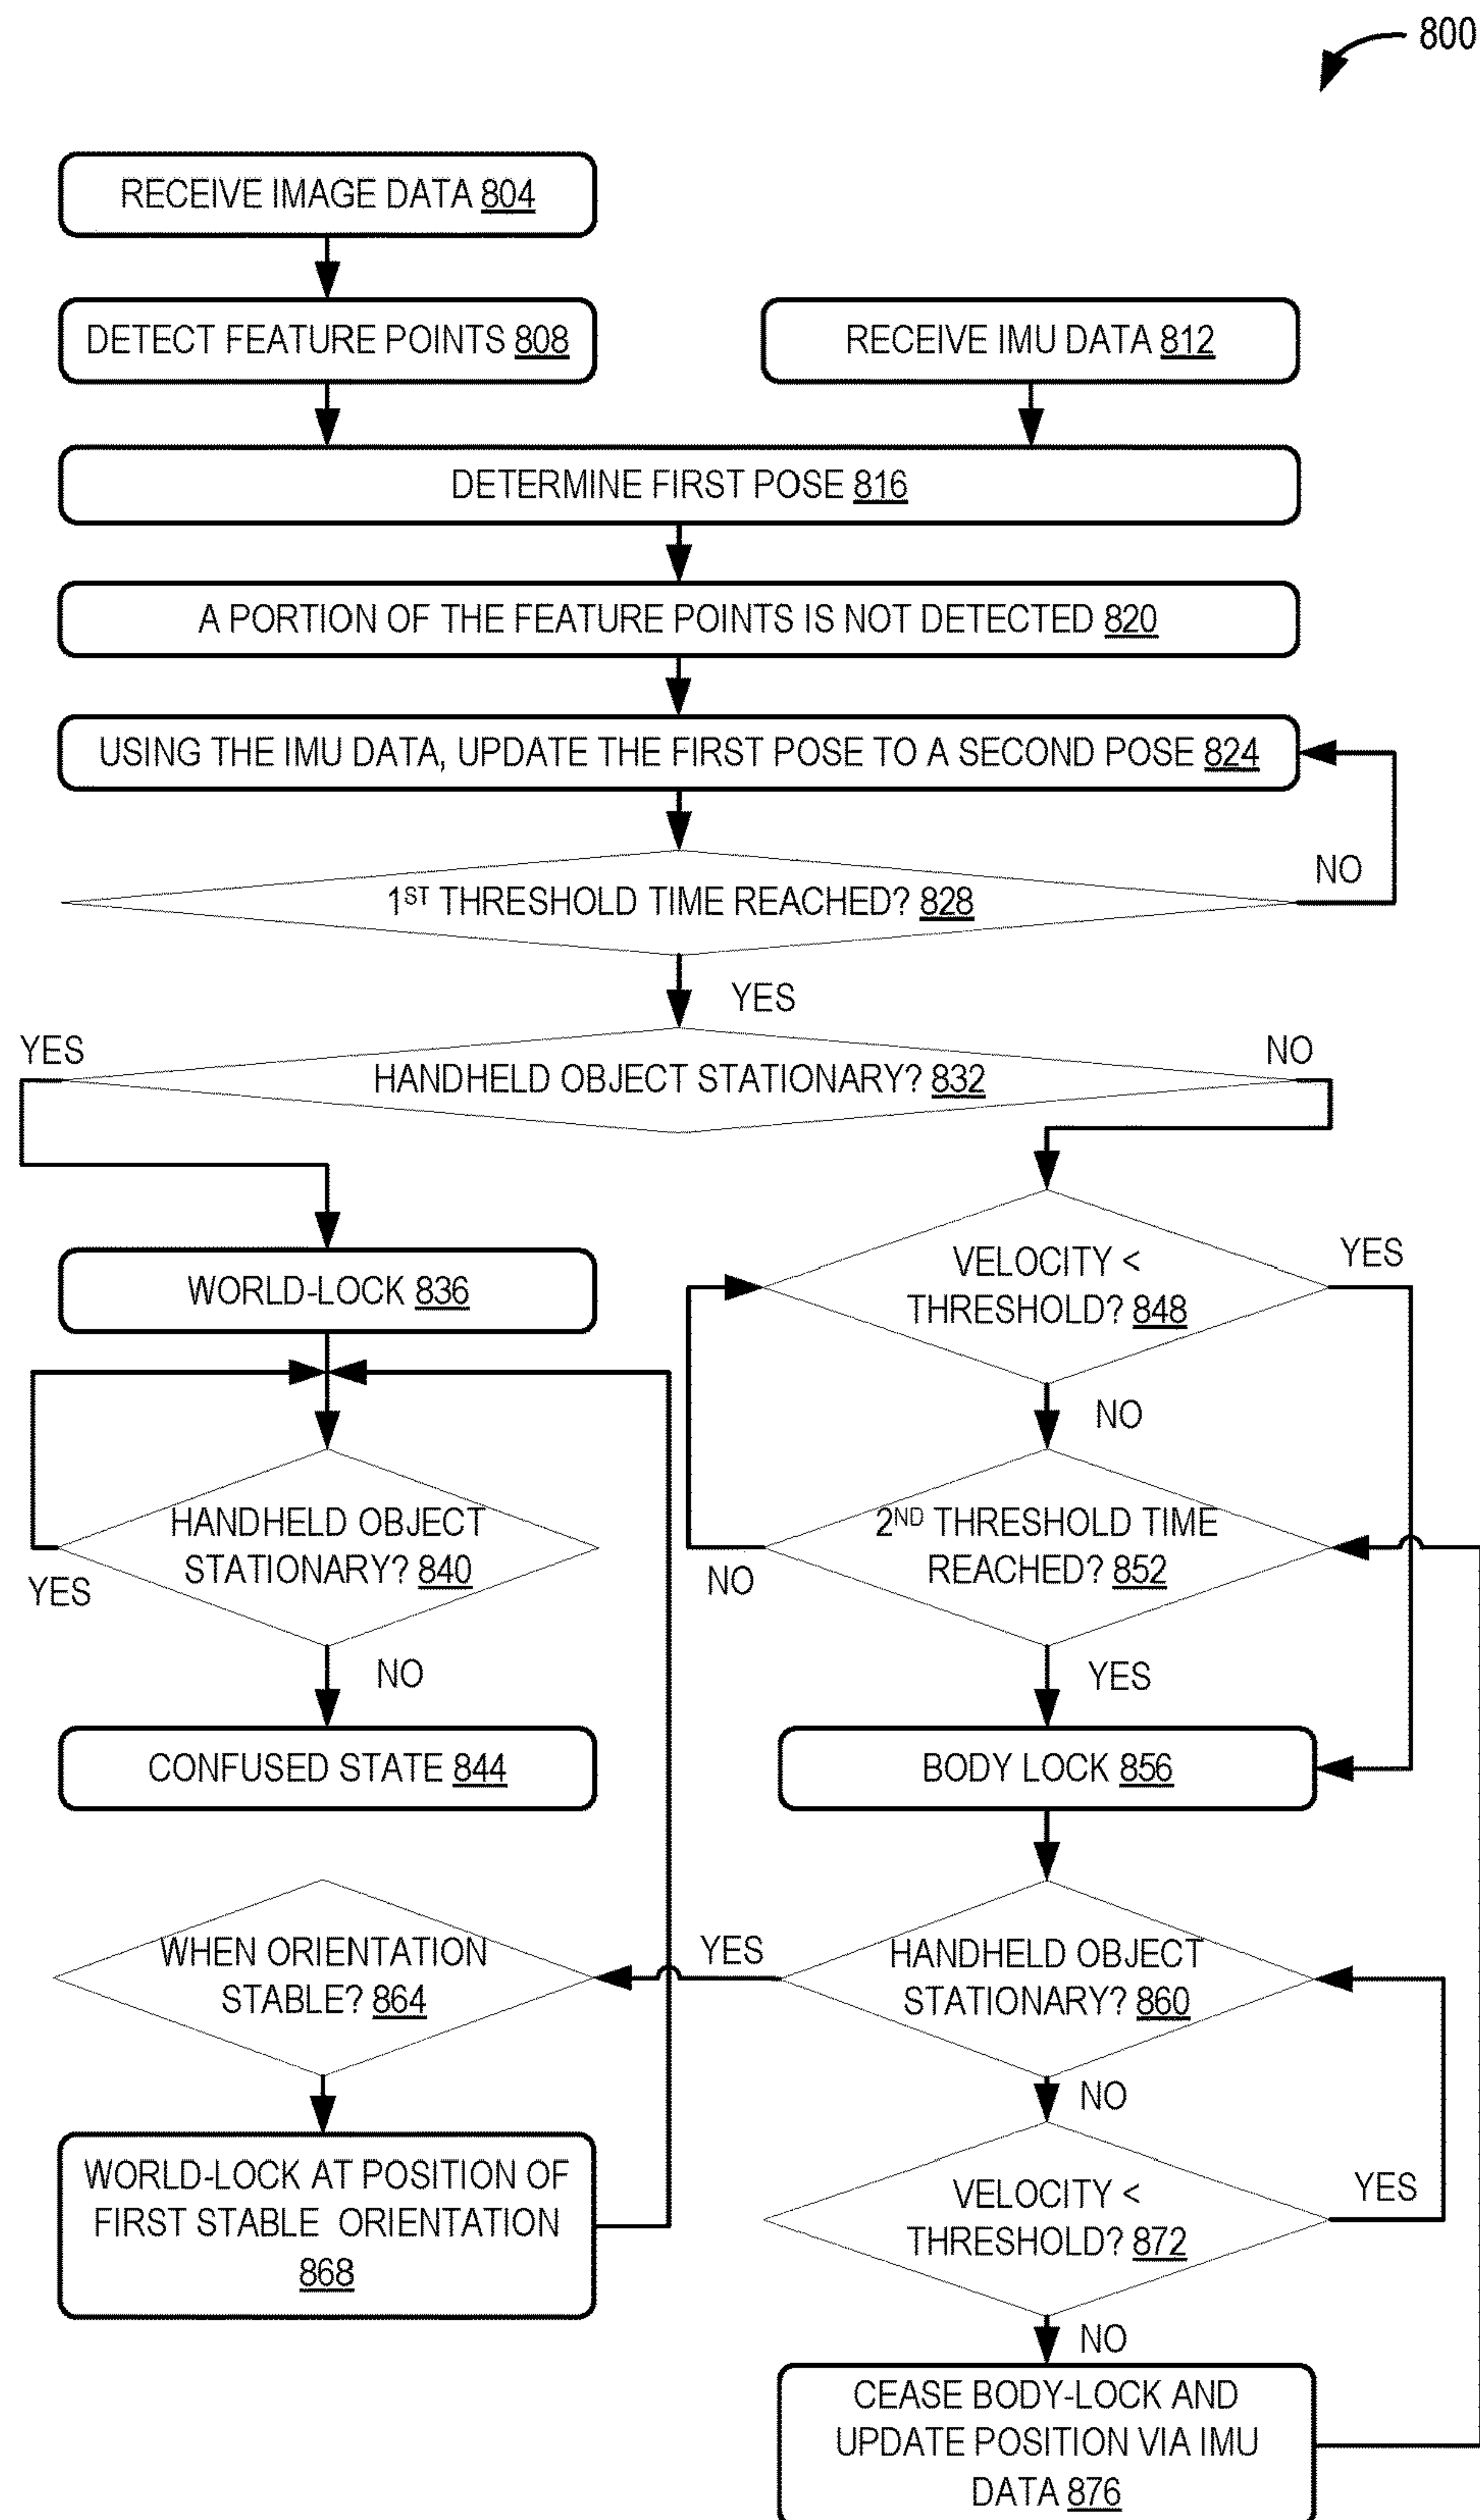 800
RECEIVE IMAGE DATA 804
DETECT FEATURE POINTS 808
RECEIVE IMU DATA 812
DETERMINE FIRST POSE 816
A PORTION OF THE FEATURE POINTS IS NOT DETECTED 820
USING THE IMU DATA, UPDATE THE FIRST POSE TO A SECOND POSE 824
1ST THRESHOLD TIME REACHED? 828
NO
YES
YES
HANDHELD OBJECT STATIONARY? 832
NO
WORLD-LOCK 836
VELOCITY <
THRESHOLD? 848
YES
NO
HANDHELD OBJECT
STATIONARY? 840
YES
NO
2ND THRESHOLD TIME
REACHED? 852
NO
YES
CONFUSED STATE 844
BODY LOCK 856
WHEN ORIENTATION
STABLE? 864
YES
HANDHELD OBJECT
STATIONARY? 860
NO
WORLD-LOCK AT POSITION OF
FIRST STABLE ORIENTATION
868
VELOCITY <
THRESHOLD? 872
YES
NO
CEASE BODY-LOCK AND
UPDATE POSITION VIA IMU
DATA 876